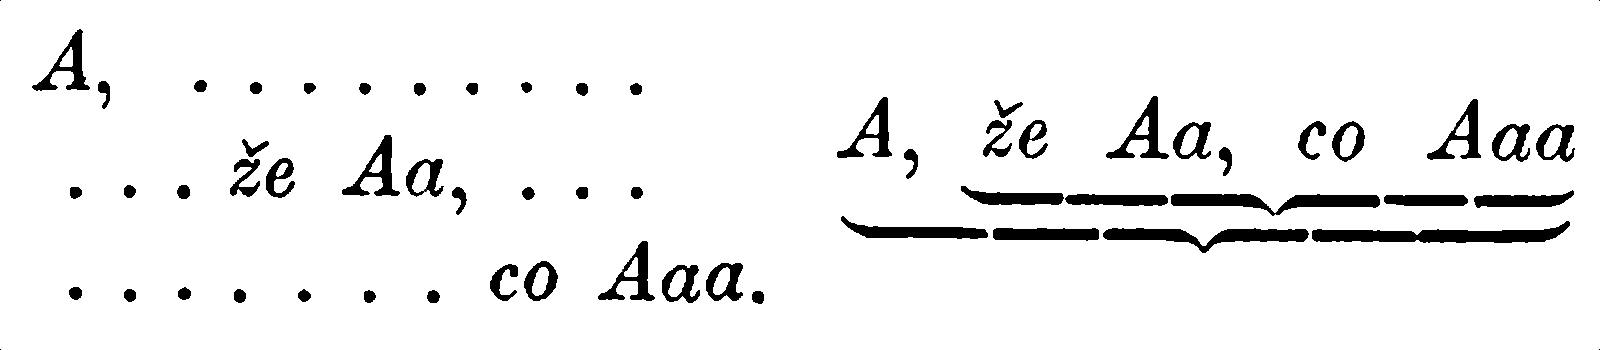 A, . . . . . . . . .
. . . že Aa, . . .
. . . . . . . co Aaa.
A, že Aa, co Aaa